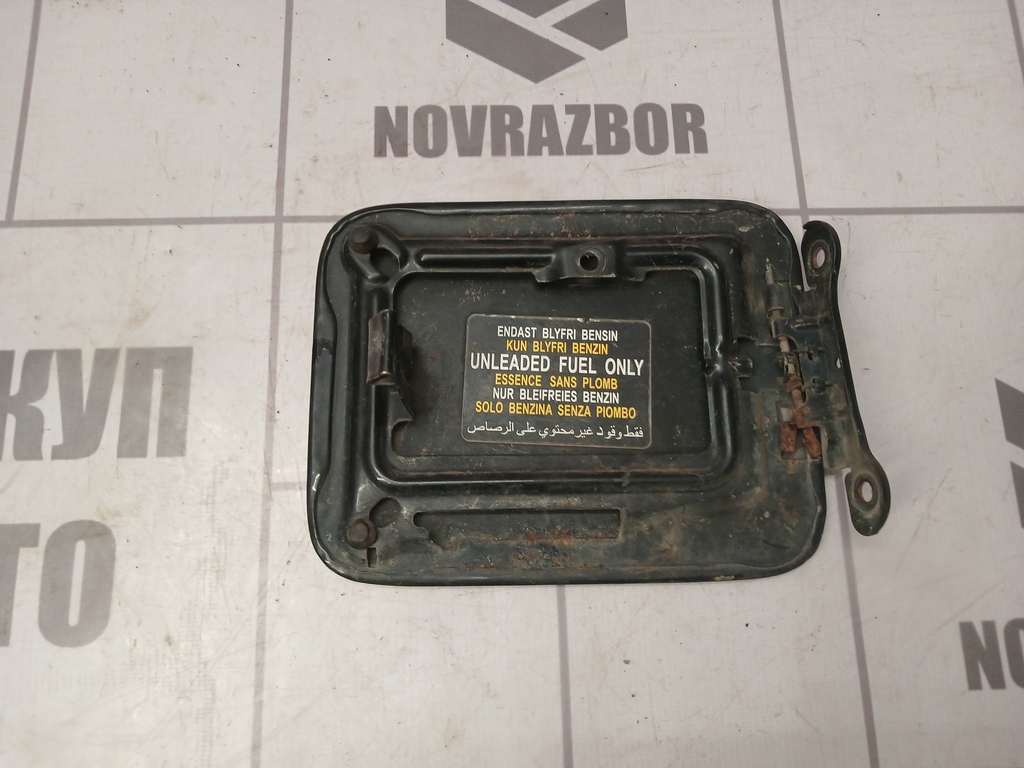 NOVRAZBOR
ENDAST BLYFRI BENSIN
KUN BLYFRI BENZIN
UNLEADED FUEL ONLY
ESSENCE SANS PLOMB
NUR BLEIFREIES BENZIN
SOLO BENZINA SENZA PIOMBO
فقط وقود غير محتوي على الرصاص
КУП
ТО
NO